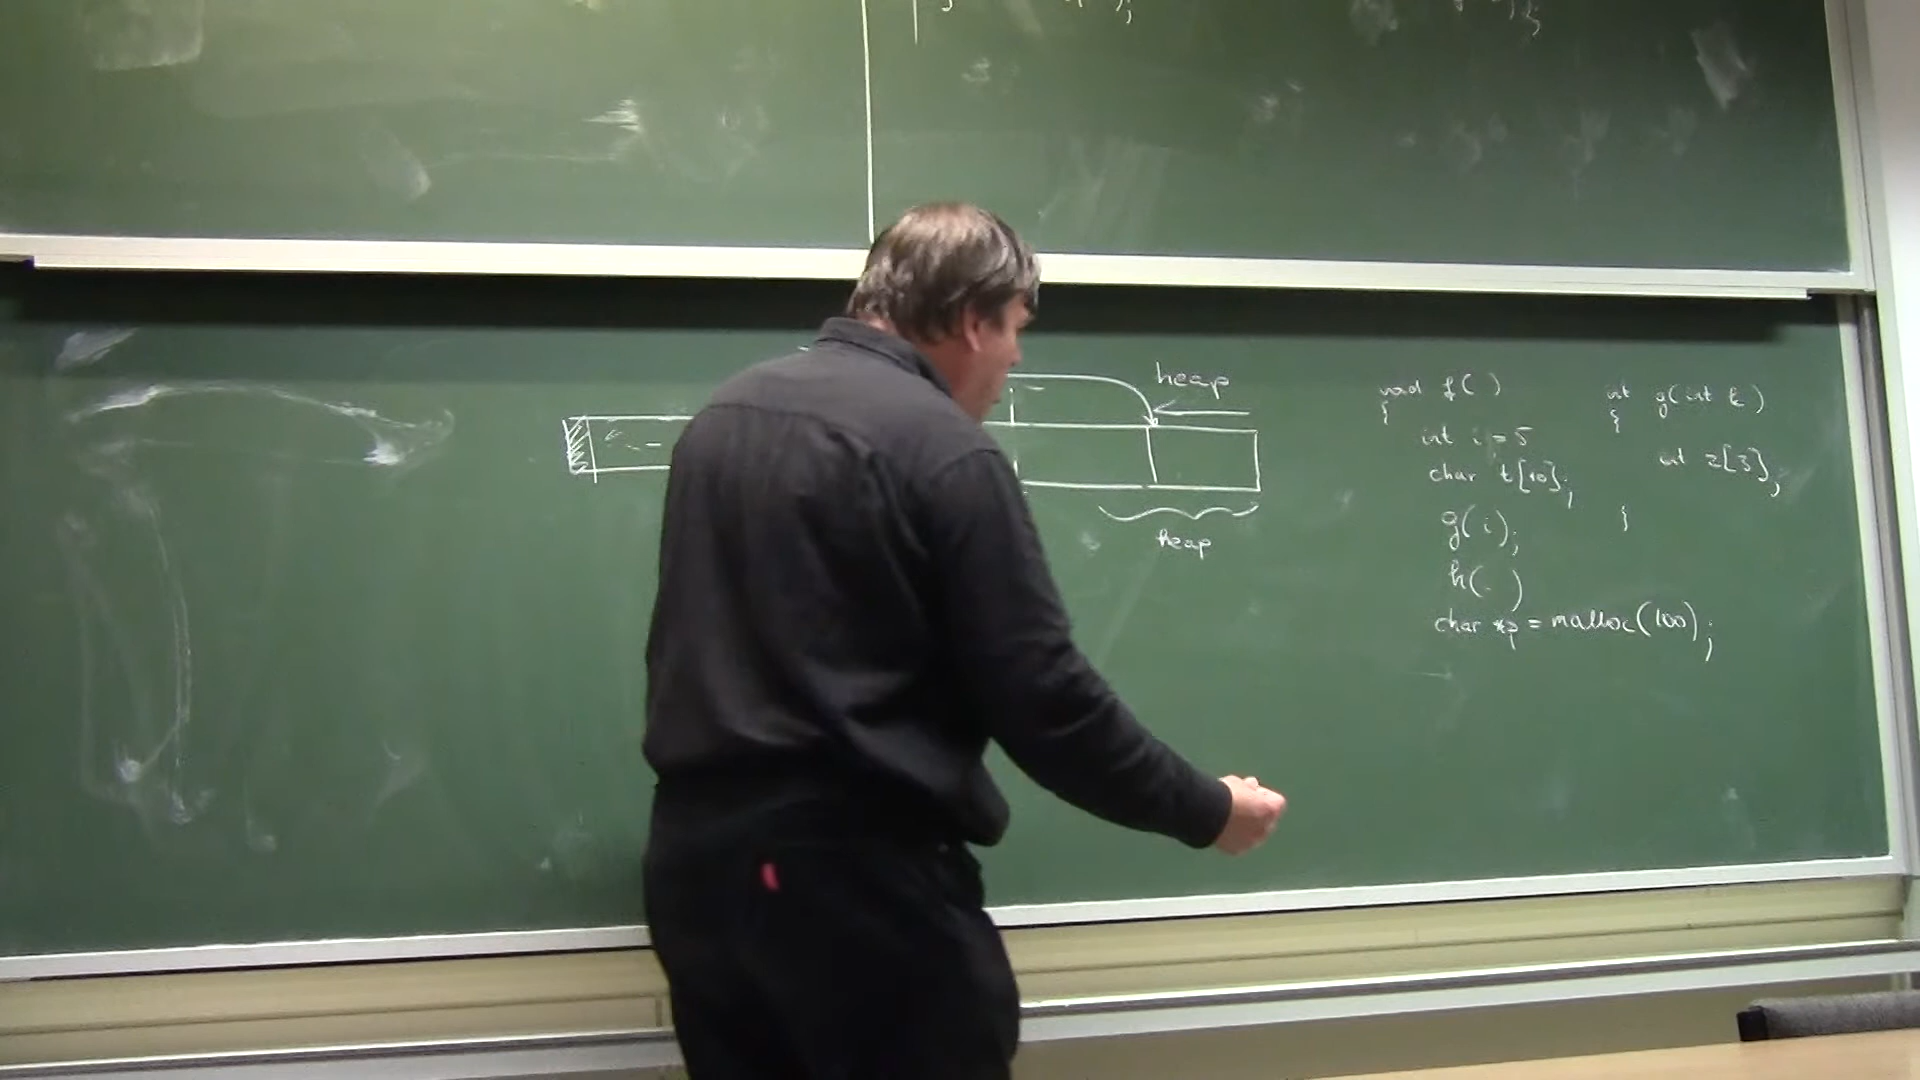 heap
heap
void f( )
{
int i = 5
char t[10];
g(i);
h( )
char *p = malloc(100);
int g(int k)
{
int z[3];
}